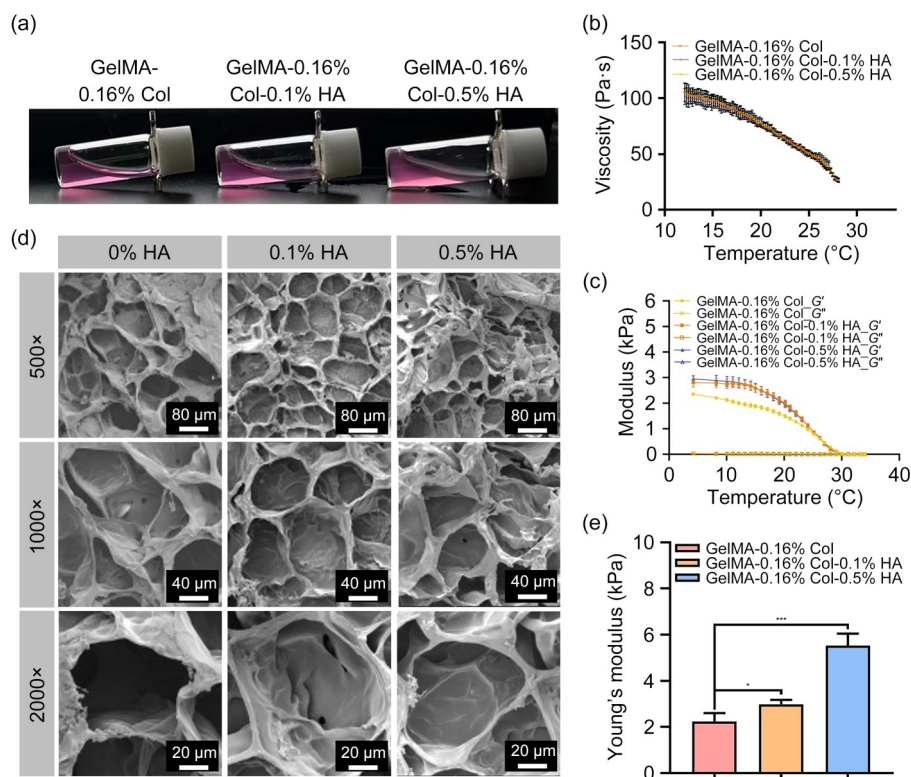 (a)
GelMA-
0.16% Col
GelMA-0.16%
Col-0.1% HA
GelMA-0.16%
Col-0.5% HA
(b)
150
100
50
0
10
15
20
25
30
Viscosity (Pa·s)
Temperature (°C)
GelMA-0.16% Col
GelMA-0.16% Col-0.1% HA
GelMA-0.16% Col-0.5% HA
(c)
6
5
4
3
2
1
0
0
10
20
30
40
Modulus (kPa)
Temperature (°C)
GelMA-0.16% Col_G′
GelMA-0.16% Col_G″
GelMA-0.16% Col-0.1% HA_G′
GelMA-0.16% Col-0.1% HA_G″
GelMA-0.16% Col-0.5% HA_G′
GelMA-0.16% Col-0.5% HA_G″
(d)
0% HA
0.1% HA
0.5% HA
500×
80 µm
80 µm
80 µm
1000×
40 µm
40 µm
40 µm
2000×
20 µm
20 µm
20 µm
(e)
10
8
6
4
2
0
Young's modulus (kPa)
GelMA-0.16% Col
GelMA-0.16% Col-0.1% HA
GelMA-0.16% Col-0.5% HA
***
*